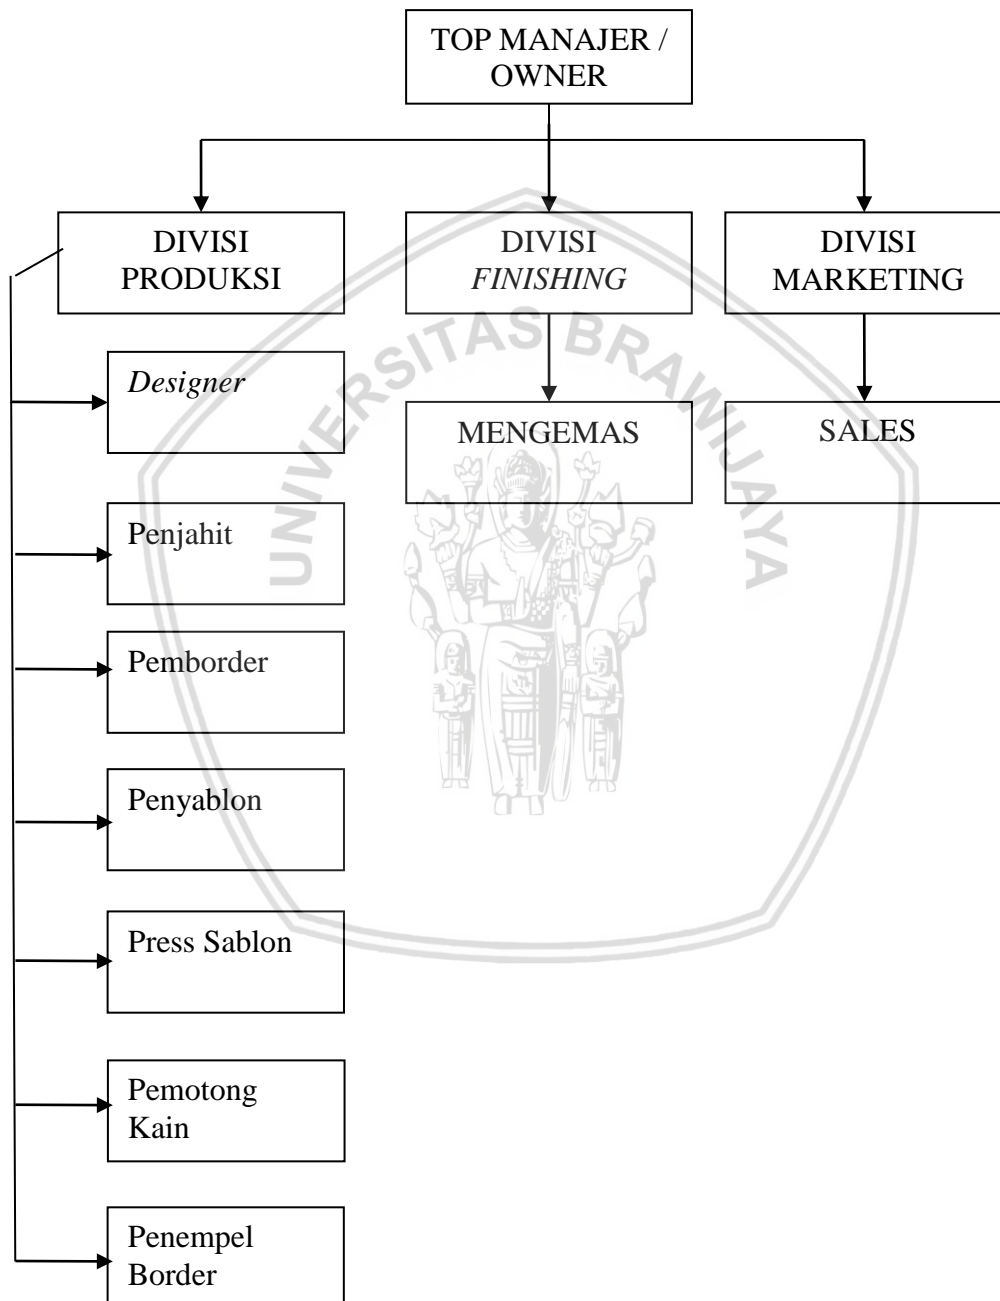 TOP MANAJER /
OWNER
DIVISI
PRODUKSI
DIVISI
FINISHING
DIVISI
MARKETING
UNIVERSITAS BRAWIJAYA
Designer
MENGEMAS
SALES
Penjahit
Pemborder
Penyablon
Press Sablon
Pemotong
Kain
Penempel
Border